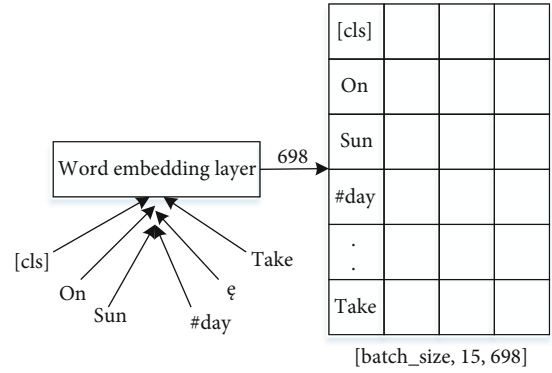 Word embedding layer
698
[cls]
On
Sun
#day
ę
Take
[cls]
On
Sun
#day
.
.
Take
[batch_size, 15, 698]